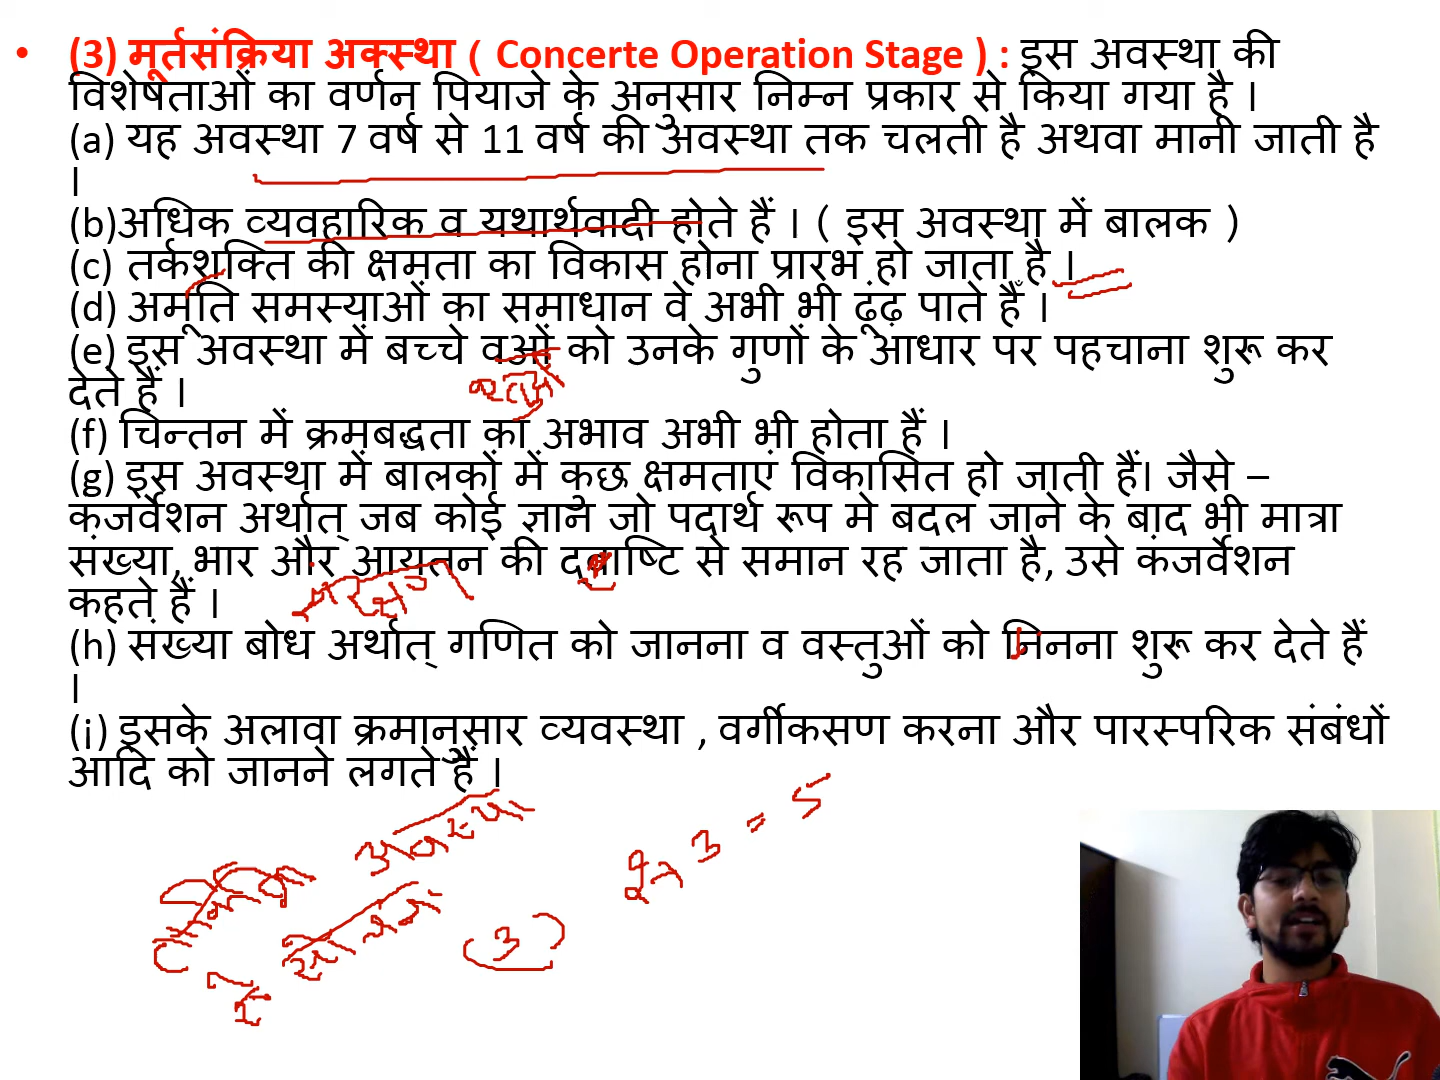 • (3) मूर्तसंक्रिया अक्स्था ( Concerte Operation Stage ) : इस अवस्था की
विशेषताओं का वर्णन पियाजे के अनुसार निम्न प्रकार से किया गया है ।
(a) यह अवस्था 7 वर्ष से 11 वर्ष की अवस्था तक चलती है अथवा मानी जाती है
।
(b)अधिक व्यवहारिक व यथार्थवादी होते हैं । ( इस अवस्था में बालक )
(c) तर्कशक्ति की क्षमता का विकास होना प्रारंभ हो जाता है ।
(d) अमूति समस्याओं का समाधान वे अभी भी ढूंढ़ पाते हैँ ।
(e) इस अवस्था में बच्चे वओं को उनके गुणों के आधार पर पहचाना शुरू कर
देते हैं ।
(f) चिन्तन में क्रमबद्धता का अभाव अभी भी होता हैं ।
(g) इस अवस्था में बालकों में कुछ क्षमताएं विकासित हो जाती हैं। जैसे –
कंजर्वेशन अर्थात् जब कोई ज्ञान जो पदार्थ रूप मे बदल जाने के बाद भी मात्रा
संख्या, भार और आयतन की से समान रह जाता है, उसे कंजर्वेशन
कहते हैं ।
(h) संख्या बोध अर्थात् गणित को जानना व वस्तुओं को निनना शुरू कर देते हैं
।
(i) इसके अलावा क्रमानुसार व्यवस्था , वर्गीकसण करना और पारस्परिक संबंधों
आदि को जानने लगते हैं ।
अवस्था
3 = 5
(3)